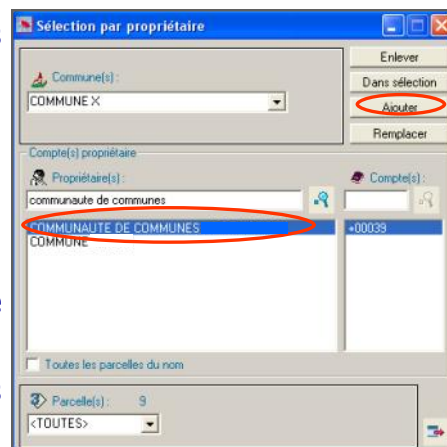 s
Sélection par propriétaire
Commune(s) :
COMMUNE X
Enlever
Dans sélection
Ajouter
Remplacer
Compte(s) propriétaire
Propriétaire(s) :
Compte(s) :
communaute de communes
COMMUNAUTE DE COMMUNES
+00039
COMMUNE
e
Toutes les parcelles du nom
s
Parcelle(s) : 9
<TOUTES>